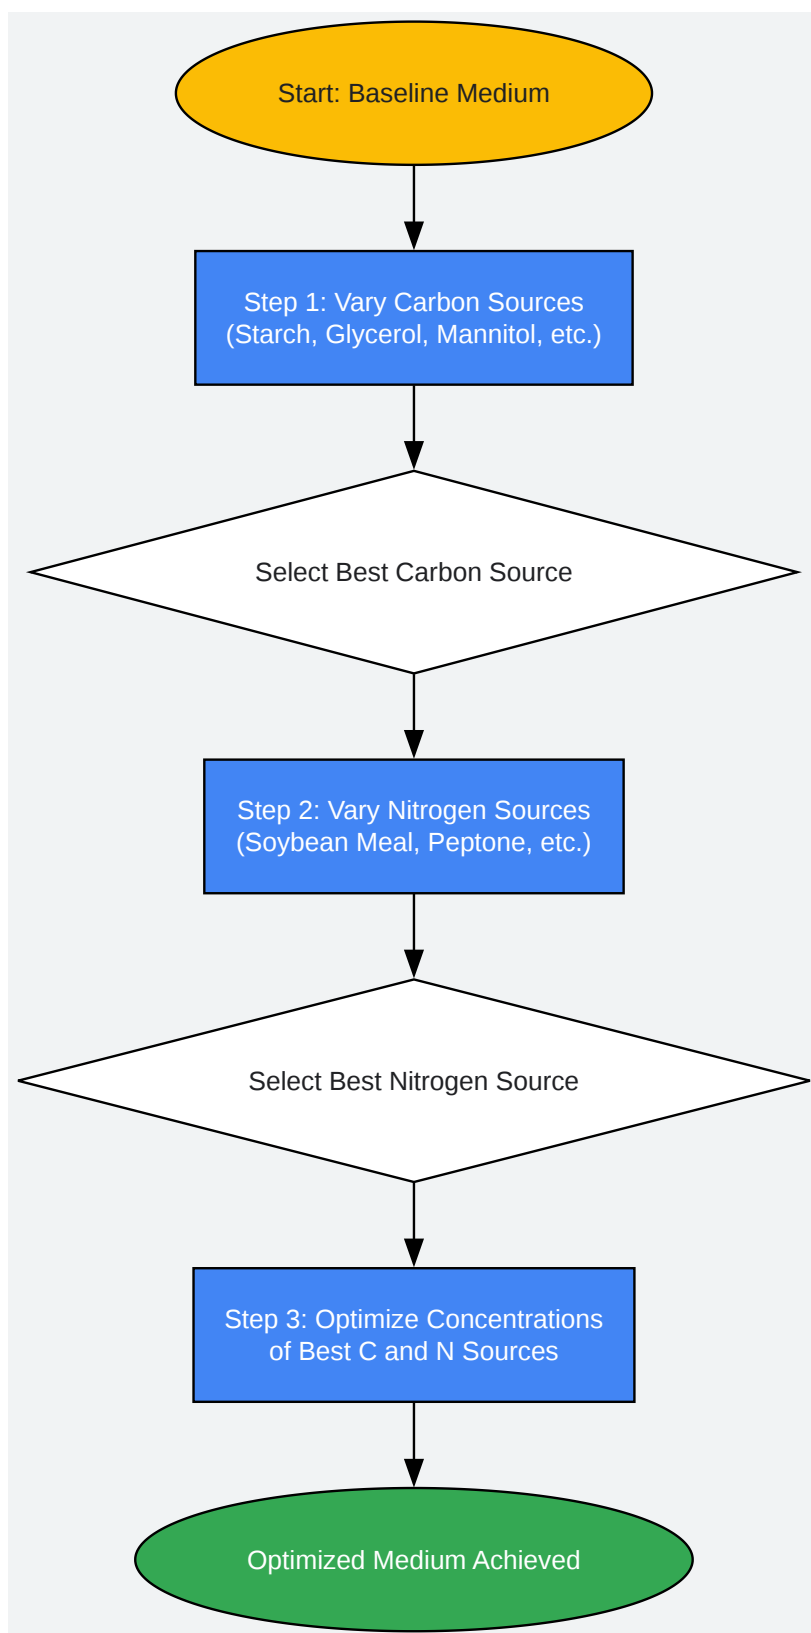 Start: Baseline Medium
Step 1: Vary Carbon Sources
(Starch, Glycerol, Mannitol, etc.)
Select Best Carbon Source
Step 2: Vary Nitrogen Sources
(Soybean Meal, Peptone, etc.)
Select Best Nitrogen Source
Step 3: Optimize Concentrations
of Best C and N Sources
Optimized Medium Achieved